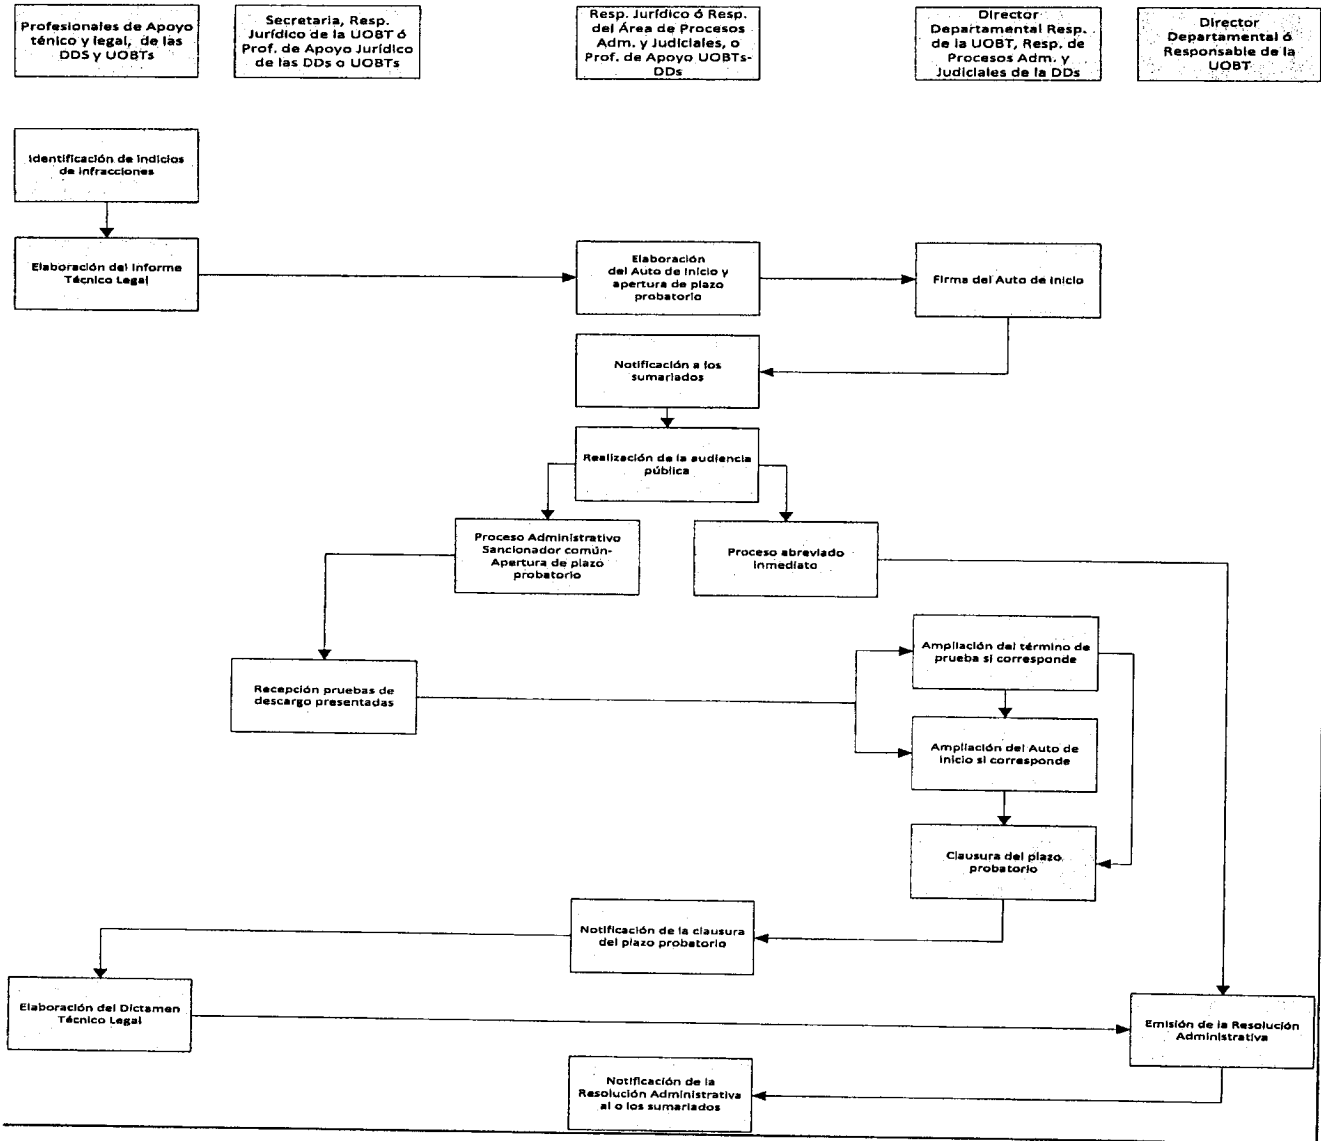 Profesionales de Apoyo
ténico y legal, de las
DDS y UOBTs
Secretaria, Resp.
Jurídico de la UOBT ó
Prof. de Apoyo Jurídico
de las DDs o UOBTs
Resp. Jurídico ó Resp.
del Área de Procesos
Adm. y Judiciales, o
Prof. de Apoyo UOBTs-
DDs
Director
Departamental Resp.
de la UOBT, Resp. de
Procesos Adm. y
Judiciales de la DDs
Director
Departamental ó
Responsable de la
UOBT
Identificación de indicios
de infracciones
Elaboración del Informe
Técnico Legal
Elaboración
del Auto de Inicio y
apertura de plazo
probatorio
Firma del Auto de Inicio
Notificación a los
sumariados
Realización de la audiencia
pública
Proceso Administrativo
Sancionador común-
Apertura de plazo
probatorio
Proceso abreviado
inmediato
Ampliación del término de
prueba si corresponde
Recepción pruebas de
descargo presentadas
Ampliación del Auto de
Inicio si corresponde
Clausura del plazo
probatorio
Notificación de la clausura
del plazo probatorio
Elaboración del Dictamen
Técnico Legal
Emisión de la Resolución
Administrativa
Notificación de la
Resolución Administrativa
al o los sumariados